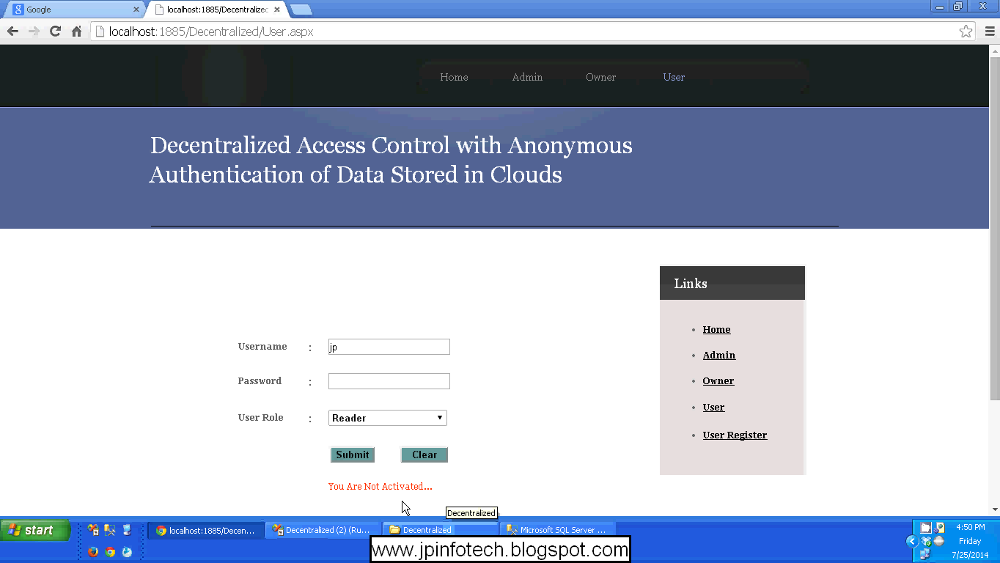 Google
localhost:1885/Decentralized
localhost:1885/Decentralized/User.aspx
Home Admin Owner User
Decentralized Access Control with Anonymous
Authentication of Data Stored in Clouds
Links
Home
Admin
Owner
User
User Register
Username : jp
Password :
User Role : Reader
Submit Clear
You Are Not Activated...
Decentralized
start
localhost:1885/Decen...
Decentralized (2) (Ru...
Decentralized
Microsoft SQL Server ...
4:50 PM
Friday
7/25/2014
www.jpinfotech.blogspot.com